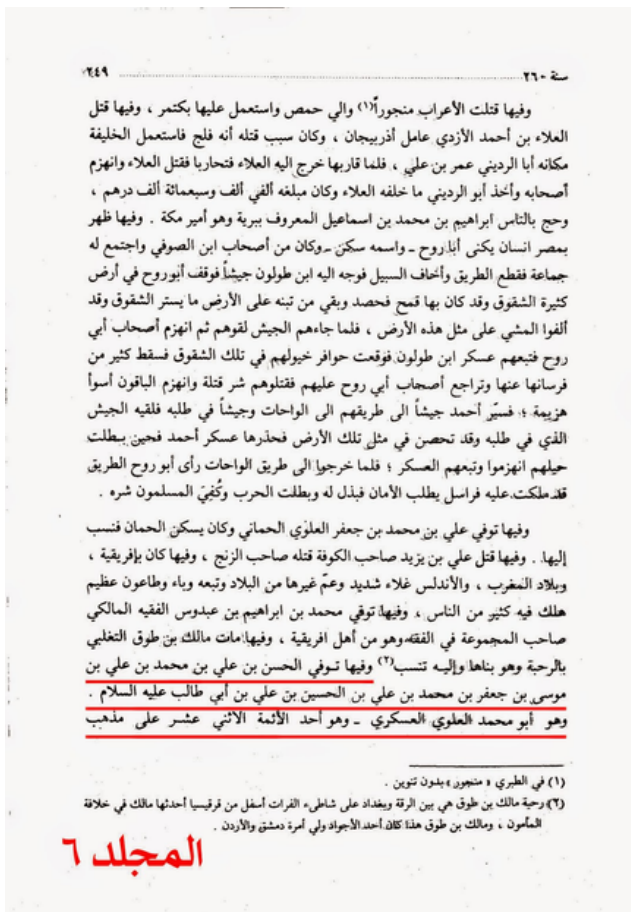 سنة ٢٦٠ ........................................ ٢٤٩
وفيها قتلت الأعراب منجوراً(١) والي حمص واستعمل عليها بكتمر ، وفيها قتل
العلاء بن أحمد الأزدي عامل أذربيجان ، وكان سبب قتله أنه فلج فاستعمل الخليفة
مكانه أبا الرديني عمر بن علي ، فلما قاربها خرج اليه العلاء فتحاربا فقتل العلاء وانهزم
أصحابه وأخذ أبو الرديني ما خلفه العلاء وكان مبلغه ألفي ألف وسبعمائة ألف درهم ،
وحج بالناس ابراهيم بن محمد بن اسماعيل المعروف ببرية وهو أمير مكة . وفيها ظهر
بمصر انسان يكنى أبا روح ـ واسمه سكن ـ وكان من أصحاب ابن الصوفي واجتمع له
جماعة فقطع الطريق وأخاف السبيل فوجه اليه ابن طولون جيشاً فوقف أبو روح في أرض
كثيرة الشقوق وقد كان بها قمح فحصد وبقي من تبنه على الأرض ما يستر الشقوق وقد
ألفوا المشي على مثل هذه الأرض ، فلما جاءهم الجيش لقوهم ثم انهزم أصحاب أبي
روح فتبعهم عسكر ابن طولون فوقعت حوافر خيولهم في تلك الشقوق فسقط كثير من
فرسانها عنها وتراجع أصحاب أبي روح عليهم فقتلوهم شر قتلة وانهزم الباقون أسوأ
هزيمة ؛ فسيّر أحمد جيشاً الى طريقهم الى الواحات وجيشاً في طلبه فلقيه الجيش
الذي في طلبه وقد تحصن في مثل تلك الأرض فحذرها عسكر أحمد فحين بطلت
حيلهم انهزموا وتبعهم العسكر ؛ فلما خرجوا الى طريق الواحات رأى أبو روح الطريق
قد ملكت عليه فراسل يطلب الأمان فبذل له وبطلت الحرب وكُفِيَ المسلمون شره .
وفيها توفي علي بن محمد بن جعفر العلوي الحماني وكان يسكن الحمان فنسب
إليها . وفيها قتل علي بن يزيد صاحب الكوفة قتله صاحب الزنج ، وفيها كان بإفريقية ،
وبلاد المغرب ، والأندلس غلاء شديد وعمّ غيرها من البلاد وتبعه وباء وطاعون عظيم
هلك فيه كثير من الناس ، وفيها توفي محمد بن ابراهيم بن عبدوس الفقيه المالكي
صاحب المجموعة في الفقه وهو من أهل افريقية ، وفيها مات مالك بن طوق التغلبي
بالرحبة وهو بناها وإليه تنسب(٢) وفيها توفي الحسن بن علي بن محمد بن علي بن
موسى بن جعفر بن محمد بن علي بن الحسين بن علي بن أبي طالب عليه السلام .
وهو أبو محمد العلوي العسكري ـ وهو أحد الأئمة الاثني عشر على مذهب
(١) في الطبري « منجور » بدون تنوين .
(٢) رحبة مالك بن طوق هي بين الرقة وبغداد على شاطىء الفرات أسفل من قرقيسيا أحدثها مالك في خلافة
المأمون ، ومالك بن طوق هذا كان أحد الأجواد ولي أمرة دمشق والأردن .
المجلد ٦